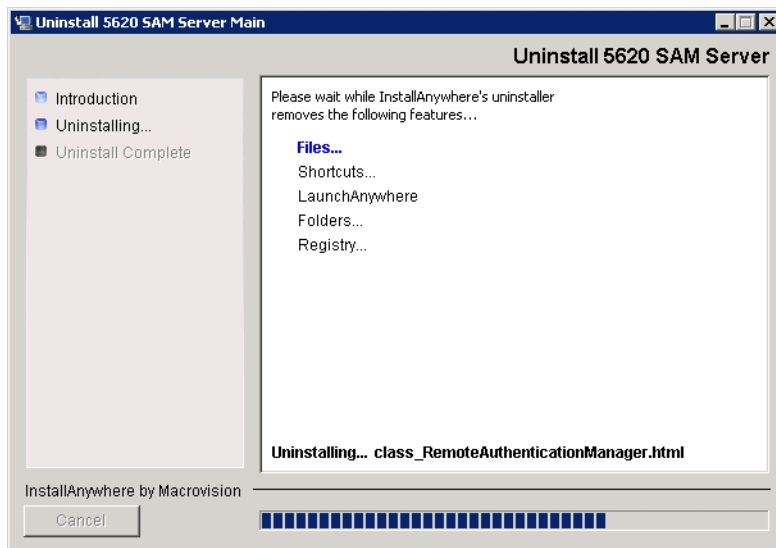 Uninstall 5620 SAM Server Main
Uninstall 5620 SAM Server
Introduction
Uninstalling...
Uninstall Complete
Please wait while InstallAnywhere's uninstaller
removes the following features...
Files...
Shortcuts...
LaunchAnywhere
Folders...
Registry...
Uninstalling... class_RemoteAuthenticationManager.html
InstallAnywhere by Macrovision
Cancel